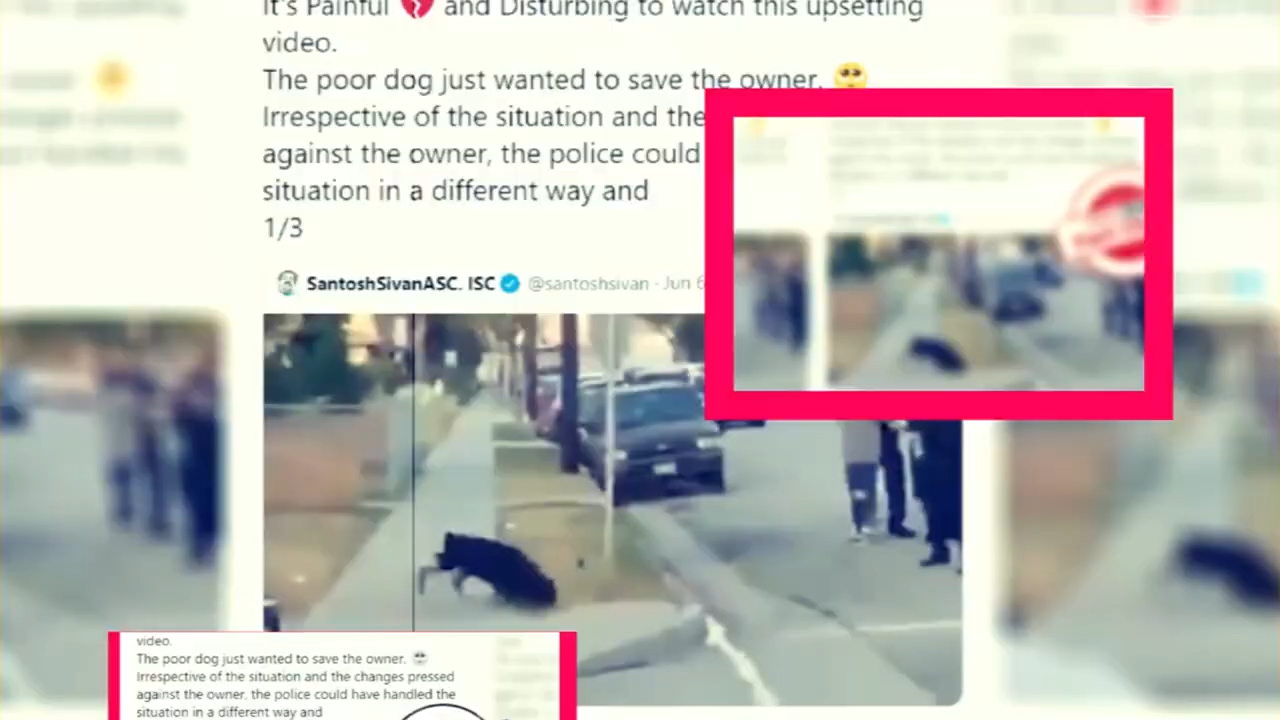 It's Painful 💔 and Disturbing to watch this upsetting
video.
The poor dog just wanted to save the owner. 🥺
Irrespective of the situation and the
against the owner, the police could
situation in a different way and
1/3
SantoshSivanASC. ISC @santoshsivan · Jun 6
video.
The poor dog just wanted to save the owner. 🥺
Irrespective of the situation and the changes pressed
against the owner, the police could have handled the
situation in a different way and